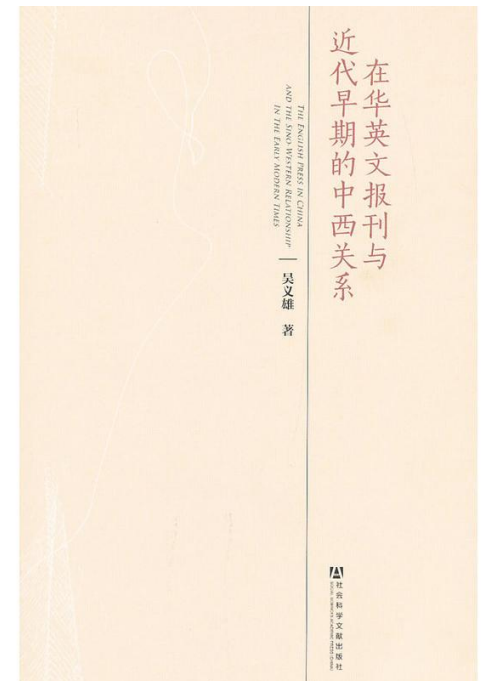 在华英文报刊与
近代早期的中西关系
THE ENGLISH PRESS IN CHINA
AND THE SINO-WESTERN RELATIONSHIP
IN THE EARLY MODERN TIMES
吴义雄 著
社会科学文献出版社